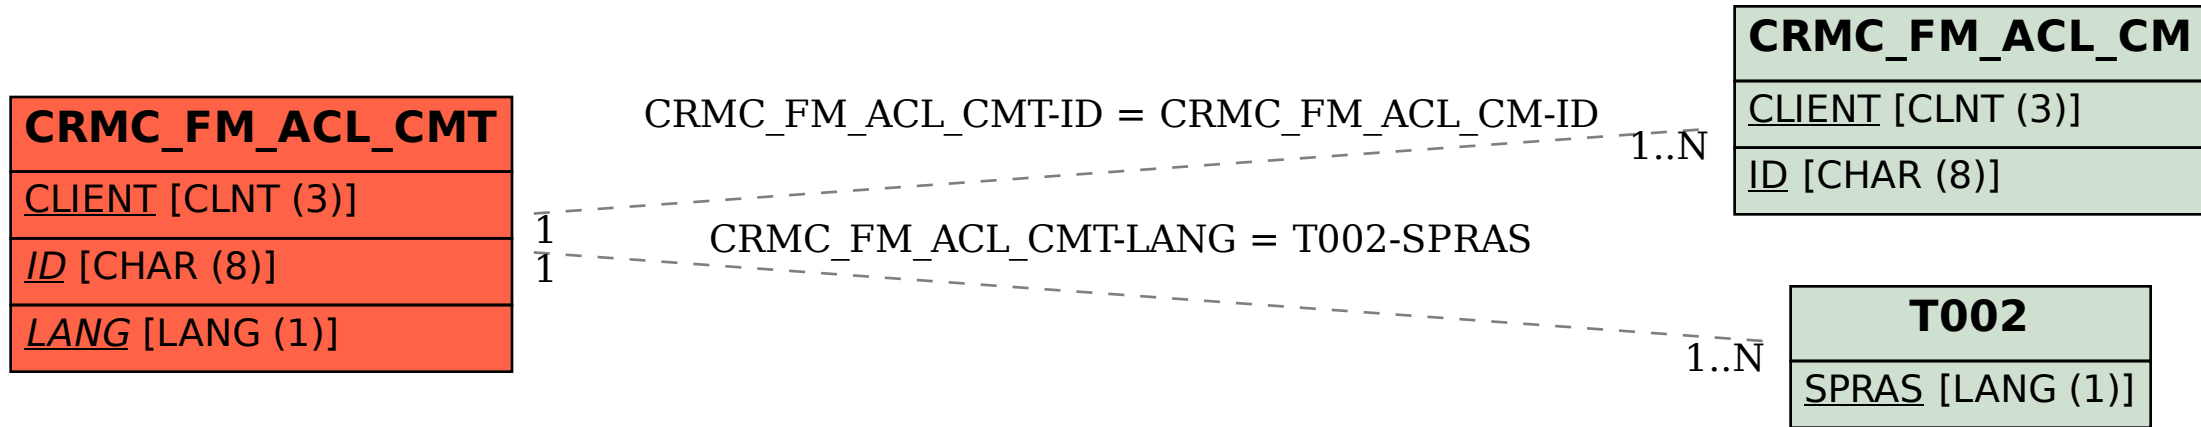 CRMC_FM_ACL_CMT
CLIENT [CLNT (3)]
ID [CHAR (8)]
LANG [LANG (1)]
CRMC_FM_ACL_CMT-ID = CRMC_FM_ACL_CM-ID
1
1..N
CRMC_FM_ACL_CMT-LANG = T002-SPRAS
1
1..N
CRMC_FM_ACL_CM
CLIENT [CLNT (3)]
ID [CHAR (8)]
T002
SPRAS [LANG (1)]